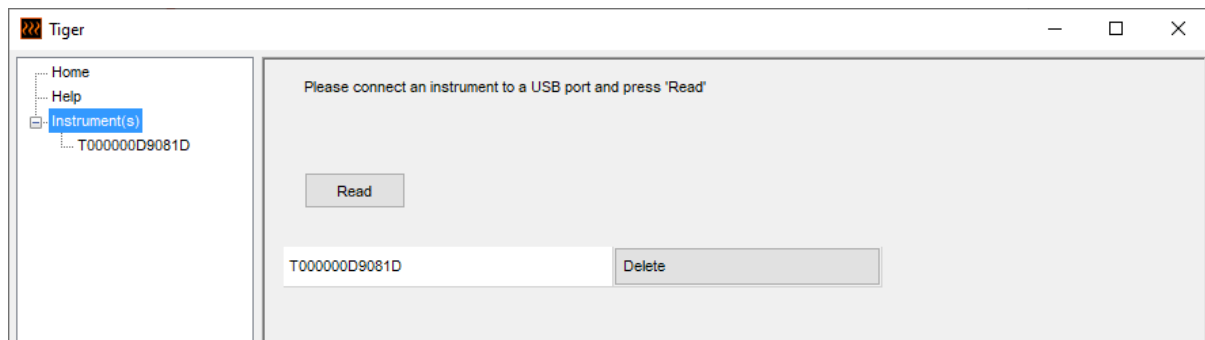 Tiger
Home
Help
Instrument(s)
T000000D9081D
Please connect an instrument to a USB port and press 'Read'
Read
T000000D9081D
Delete